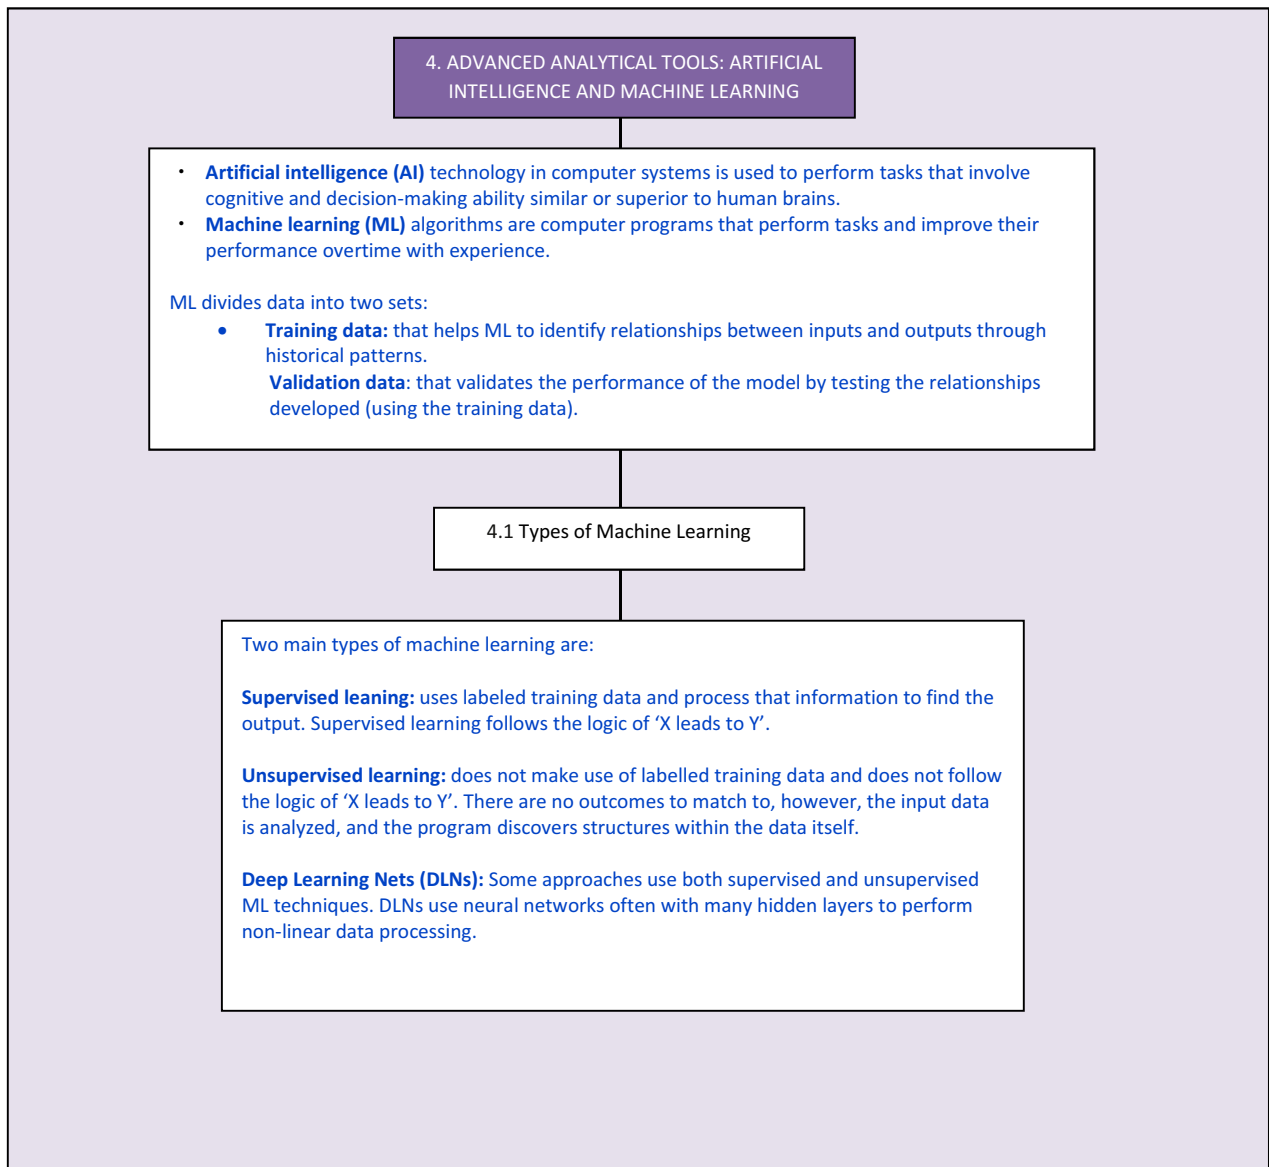 4. ADVANCED ANALYTICAL TOOLS: ARTIFICIAL
INTELLIGENCE AND MACHINE LEARNING
· Artificial intelligence (AI) technology in computer systems is used to perform tasks that involve
cognitive and decision-making ability similar or superior to human brains.
· Machine learning (ML) algorithms are computer programs that perform tasks and improve their
performance overtime with experience.
ML divides data into two sets:
• Training data: that helps ML to identify relationships between inputs and outputs through
historical patterns.
Validation data: that validates the performance of the model by testing the relationships
developed (using the training data).
4.1 Types of Machine Learning
Two main types of machine learning are:
Supervised leaning: uses labeled training data and process that information to find the
output. Supervised learning follows the logic of ‘X leads to Y’.
Unsupervised learning: does not make use of labelled training data and does not follow
the logic of ‘X leads to Y’. There are no outcomes to match to, however, the input data
is analyzed, and the program discovers structures within the data itself.
Deep Learning Nets (DLNs): Some approaches use both supervised and unsupervised
ML techniques. DLNs use neural networks often with many hidden layers to perform
non-linear data processing.